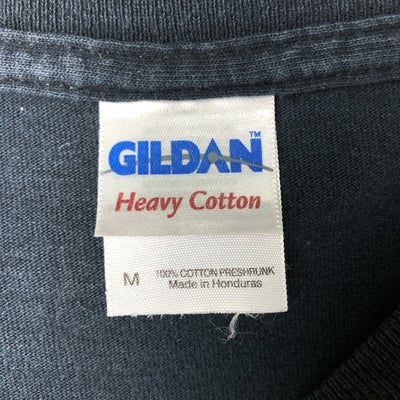 GILDAN™
Heavy Cotton
M 100% COTTON PRESHRUNK
Made in Honduras